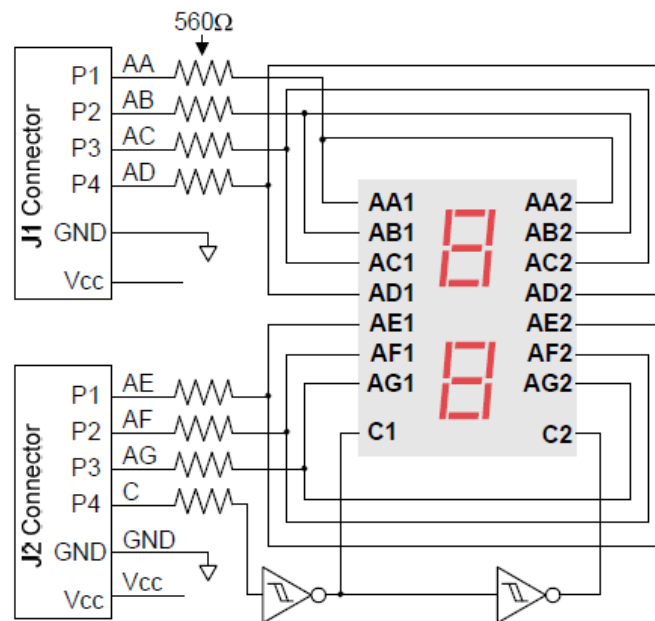 560Ω
J1 Connector
P1 AA
P2 AB
P3 AC
P4 AD
GND
Vcc
AA1 AA2
AB1 AB2
AC1 AC2
AD1 AD2
AE1 AE2
AF1 AF2
AG1 AG2
C1 C2
J2 Connector
P1 AE
P2 AF
P3 AG
P4 C
GND GND
Vcc Vcc